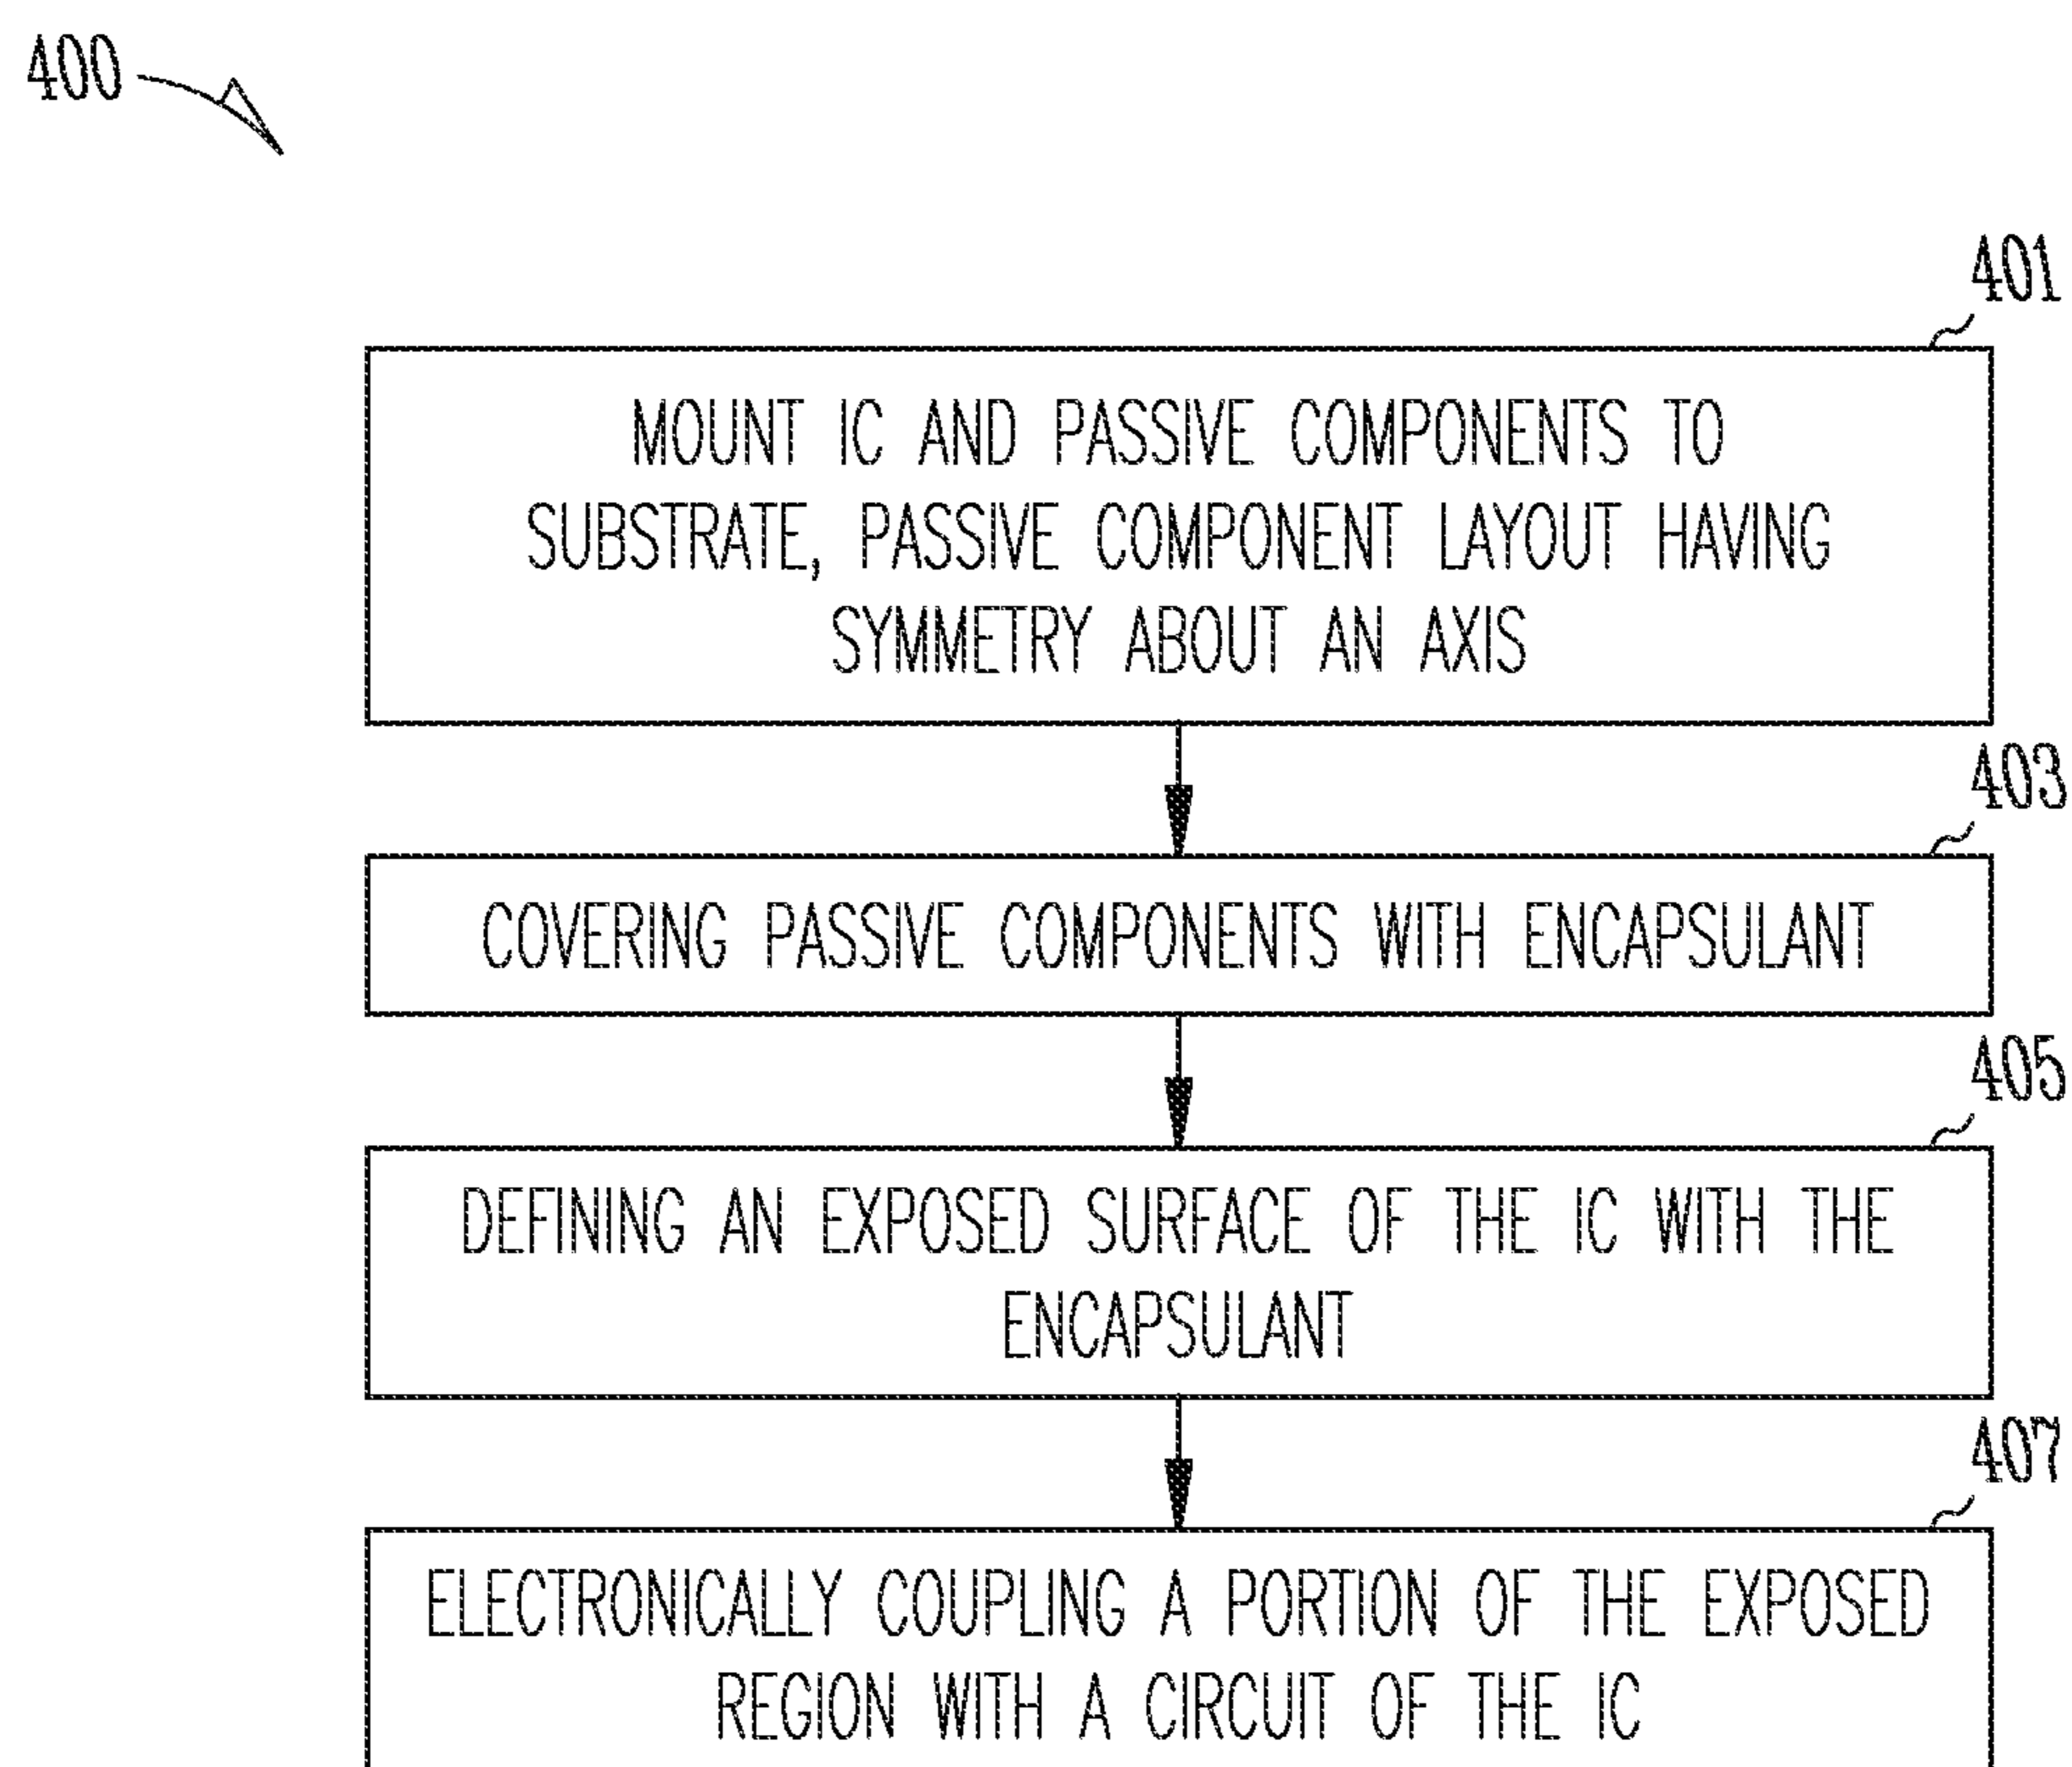 400
401
MOUNT IC AND PASSIVE COMPONENTS TO
SUBSTRATE, PASSIVE COMPONENT LAYOUT HAVING
SYMMETRY ABOUT AN AXIS
403
COVERING PASSIVE COMPONENTS WITH ENCAPSULANT
405
DEFINING AN EXPOSED SURFACE OF THE IC WITH THE
ENCAPSULANT
407
ELECTRONICALLY COUPLING A PORTION OF THE EXPOSED
REGION WITH A CIRCUIT OF THE IC